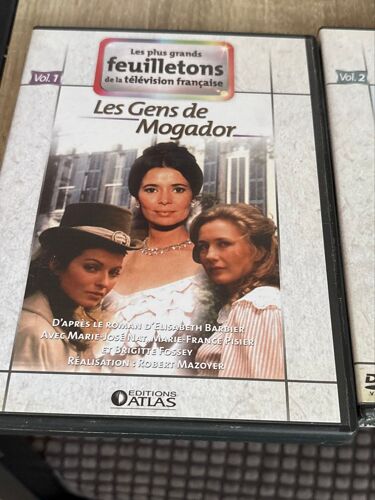 Les plus grands
feuilletons
de la télévision française
Vol. 1
Vol. 2
Les Gens de
Mogador
D'après le roman d'Elisabeth Barbier
Avec Marie-José Nat, Marie-France Pisier
et Brigitte Fossey
Réalisation : Robert Mazoyer
EDITIONS
ATLAS